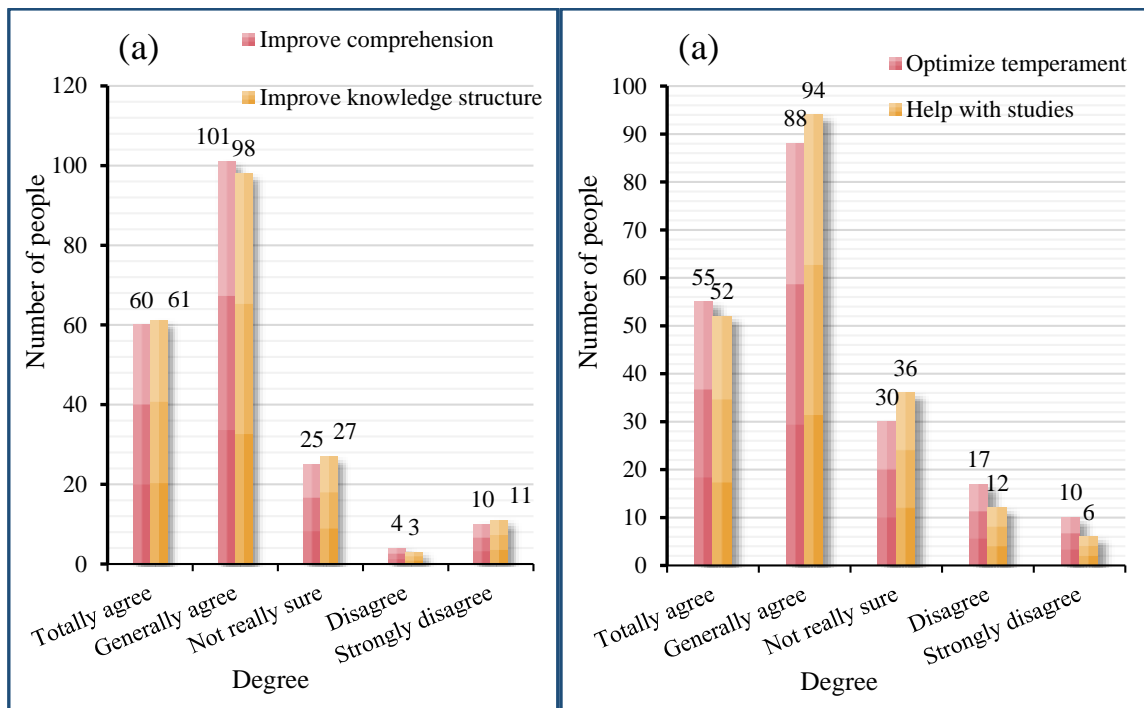 (a)
Improve comprehension
Improve knowledge structure
120
100
80
60
40
20
0
Number of people
101
98
60
61
25
27
4
3
10
11
Totally agree
Generally agree
Not really sure
Disagree
Strongly disagree
Degree
(a)
Optimize temperament
Help with studies
100
90
80
70
60
50
40
30
20
10
0
Number of people
55
52
88
94
30
36
17
12
10
6
Totally agree
Generally agree
Not really sure
Disagree
Strongly disagree
Degree